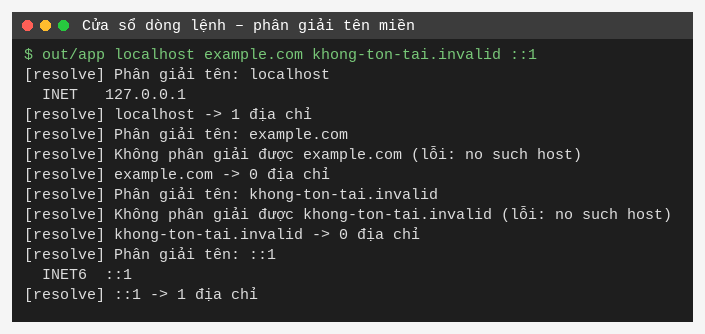 Cửa sổ dòng lệnh – phân giải tên miền
$ out/app localhost example.com khong-ton-tai.invalid ::1
[resolve] Phân giải tên: localhost
  INET   127.0.0.1
[resolve] localhost -> 1 địa chỉ
[resolve] Phân giải tên: example.com
[resolve] Không phân giải được example.com (lỗi: no such host)
[resolve] example.com -> 0 địa chỉ
[resolve] Phân giải tên: khong-ton-tai.invalid
[resolve] Không phân giải được khong-ton-tai.invalid (lỗi: no such host)
[resolve] khong-ton-tai.invalid -> 0 địa chỉ
[resolve] Phân giải tên: ::1
  INET6  ::1
[resolve] ::1 -> 1 địa chỉ